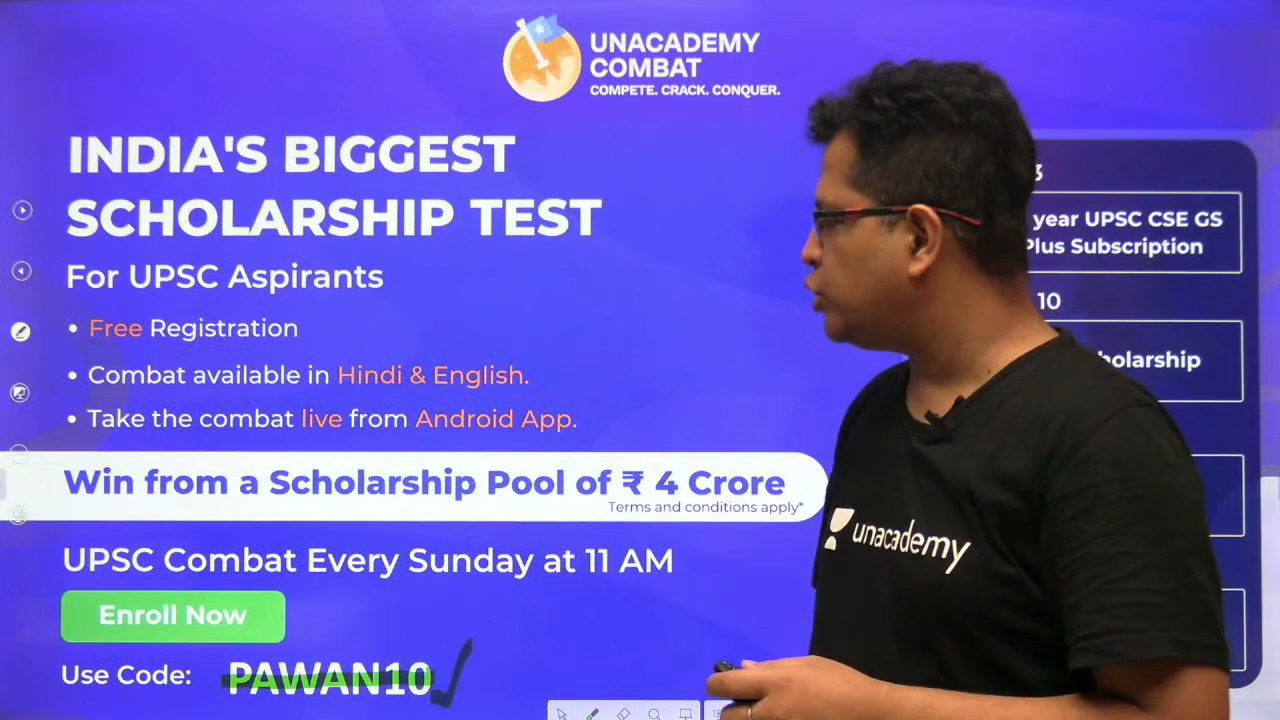 UNACADEMY
COMBAT
COMPETE. CRACK. CONQUER.
INDIA'S BIGGEST
SCHOLARSHIP TEST
For UPSC Aspirants
• Free Registration
• Combat available in Hindi & English.
• Take the combat live from Android App.
Win from a Scholarship Pool of ₹ 4 Crore
Terms and conditions apply*
UPSC Combat Every Sunday at 11 AM
Enroll Now
Use Code: PAWAN10
3
year UPSC CSE GS
Plus Subscription
10
unacademy